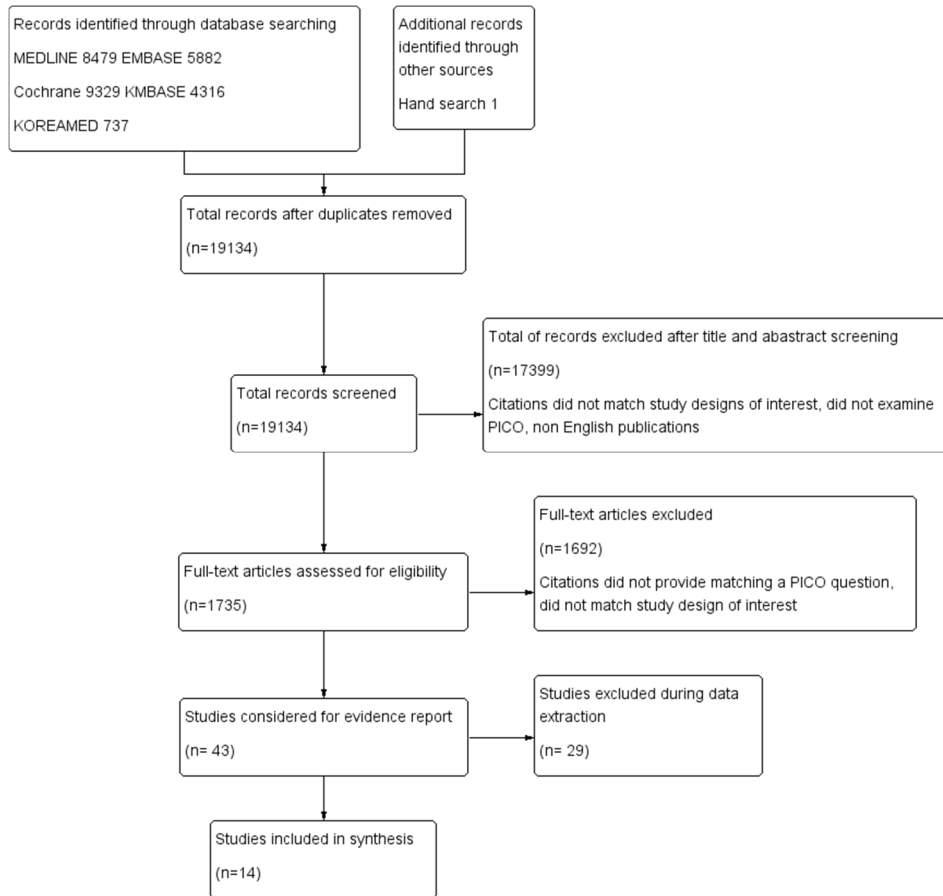 Records identified through database searching
MEDLINE 8479 EMBASE 5882
Cochrane 9329 KMBASE 4316
KOREAMED 737
Additional records
identified through
other sources
Hand search 1
Total records after duplicates removed
(n=19134)
Total records screened
(n=19134)
Total of records excluded after title and abastract screening
(n=17399)
Citations did not match study designs of interest, did not examine
PICO, non English publications
Full-text articles assessed for eligibility
(n=1735)
Full-text articles excluded
(n=1692)
Citations did not provide matching a PICO question,
did not match study design of interest
Studies considered for evidence report
(n= 43)
Studies excluded during data
extraction
(n= 29)
Studies included in synthesis
(n=14)